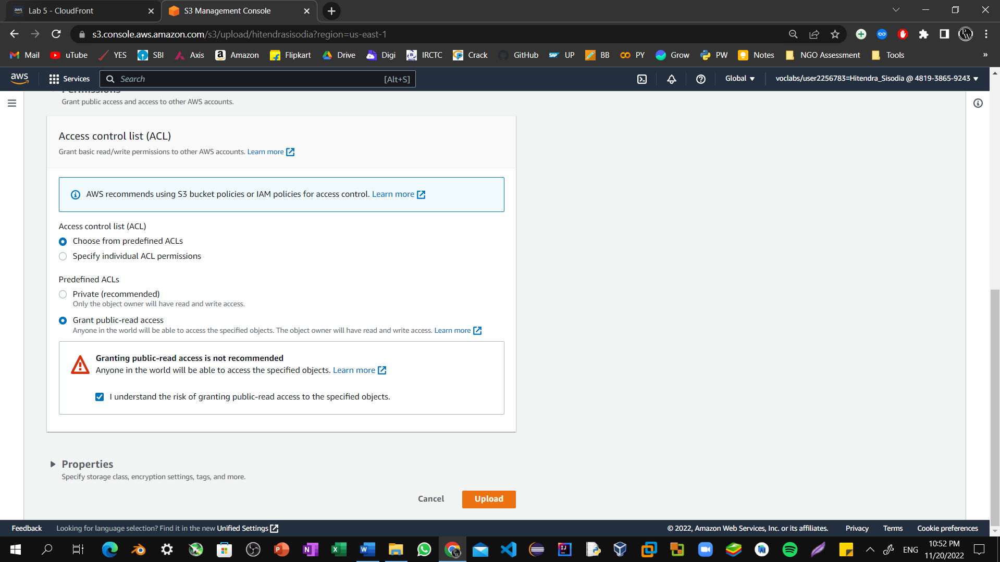 Lab 5 - CloudFront
S3 Management Console
s3.console.aws.amazon.com/s3/upload/hitendrasisodia?region=us-east-1
Mail uTube YES SBI Axis Amazon Flipkart Drive Digi IRCTC Crack GitHub UP BB PY Grow PW Notes NGO Assessment Tools »
aws Services Search [Alt+S] Global voclabs/user2256783=Hitendra_Sisodia @ 4819-3865-9243
Permissions
Grant public access and access to other AWS accounts.
Access control list (ACL)
Grant basic read/write permissions to other AWS accounts. Learn more
AWS recommends using S3 bucket policies or IAM policies for access control. Learn more
Access control list (ACL)
Choose from predefined ACLs
Specify individual ACL permissions
Predefined ACLs
Private (recommended)
Only the object owner will have read and write access.
Grant public-read access
Anyone in the world will be able to access the specified objects. The object owner will have read and write access. Learn more
Granting public-read access is not recommended
Anyone in the world will be able to access the specified objects. Learn more
I understand the risk of granting public-read access to the specified objects.
Properties
Specify storage class, encryption settings, tags, and more.
Cancel Upload
Feedback Looking for language selection? Find it in the new Unified Settings © 2022, Amazon Web Services, Inc. or its affiliates. Privacy Terms Cookie preferences
ENG
10:52 PM
11/20/2022